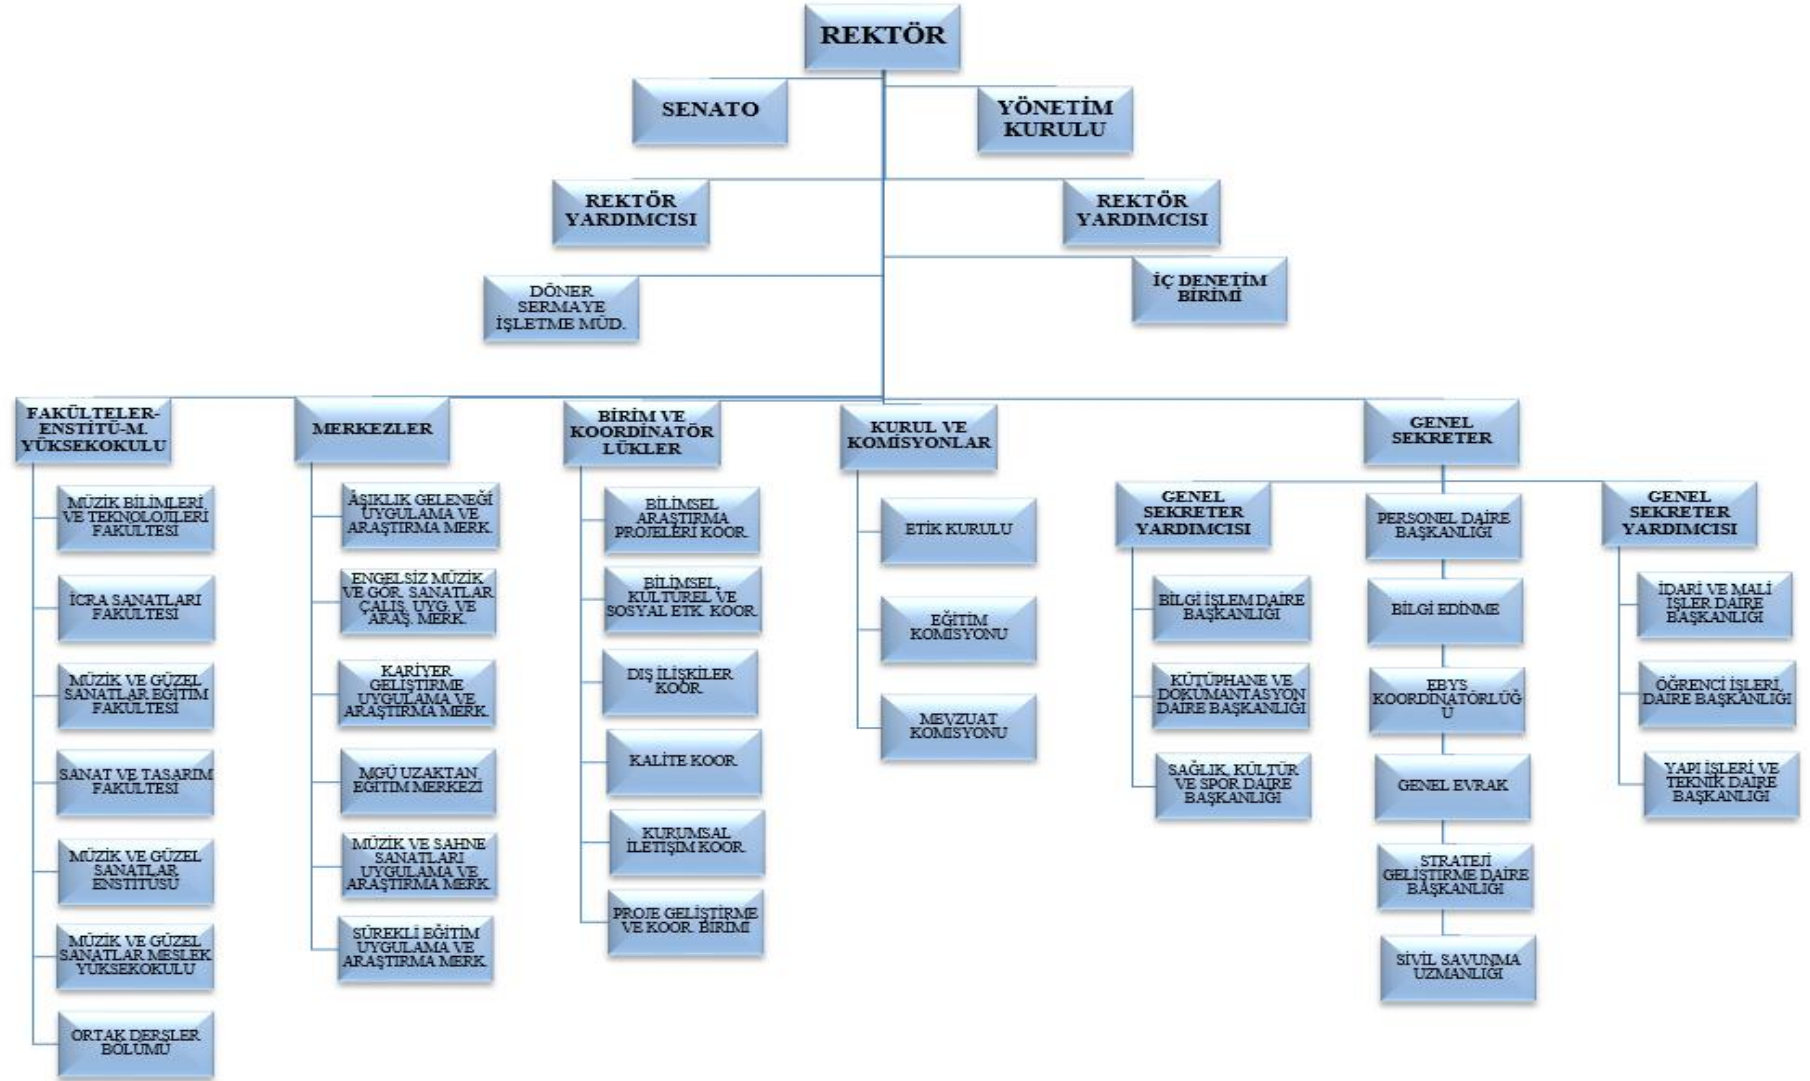 REKTÖR
SENATO
YÖNETİM
KURULU
REKTÖR
YARDIMCISI
REKTÖR
YARDIMCISI
DÖNER
SERMAYE
İŞLETME MÜD.
İÇ DENETİM
BİRİMİ
FAKÜLTELER-
ENSTİTÜ-M.
YÜKSEKOKULU
MÜZİK BİLİMLERİ
VE TEKNOLOJİLERİ
FAKÜLTESİ
İCRA SANATLARI
FAKÜLTESİ
MÜZİK VE GÜZEL
SANATLAR EĞİTİM
FAKÜLTESİ
SANAT VE TASARIM
FAKÜLTESİ
MÜZİK VE GÜZEL
SANATLAR
ENSTİTÜSÜ
MÜZİK VE GÜZEL
SANATLAR MESLEK
YÜKSEKOKULU
ORTAK DERSLER
BÖLÜMÜ
MERKEZLER
ÂŞIKLIK GELENEĞİ
UYGULAMA VE
ARAŞTIRMA MERK.
ENGELSİZ MÜZİK
VE GÖR. SANATLAR
ÇALIŞ. UYG. VE
ARAŞ. MERK.
KARİYER
GELİŞTİRME
UYGULAMA VE
ARAŞTIRMA MERK.
MGÜ UZAKTAN
EĞİTİM MERKEZİ
MÜZİK VE SAHNE
SANATLARI
UYGULAMA VE
ARAŞTIRMA MERK.
SÜREKLİ EĞİTİM
UYGULAMA VE
ARAŞTIRMA MERK.
BİRİM VE
KOORDİNATÖR
LÜKLER
BİLİMSEL
ARAŞTIRMA
PROJELERİ KOOR.
BİLİMSEL,
KÜLTÜREL VE
SOSYAL ETK. KOOR.
DIŞ İLİŞKİLER
KOOR.
KALİTE KOOR.
KURUMSAL
İLETİŞİM KOOR.
PROJE GELİŞTİRME
VE KOOR. BİRİMİ
KURUL VE
KOMİSYONLAR
ETİK KURULU
EĞİTİM
KOMİSYONU
MEVZUAT
KOMİSYONU
GENEL
SEKRETER
GENEL
SEKRETER
YARDIMCISI
BİLGİ İŞLEM DAİRE
BAŞKANLIĞI
KÜTÜPHANE VE
DOKÜMANTASYON
DAİRE BAŞKANLIĞI
SAĞLIK, KÜLTÜR
VE SPOR DAİRE
BAŞKANLIĞI
PERSONEL DAİRE
BAŞKANLIĞI
BİLGİ EDİNME
EBYS
KOORDİNATÖRLÜĞ
Ü
GENEL EVRAK
STRATEJİ
GELİŞTİRME DAİRE
BAŞKANLIĞI
SİVİL SAVUNMA
UZMANLIĞI
GENEL
SEKRETER
YARDIMCISI
İDARİ VE MALİ
İŞLER DAİRE
BAŞKANLIĞI
ÖĞRENCİ İŞLERİ
DAİRE BAŞKANLIĞI
YAPI İŞLERİ VE
TEKNİK DAİRE
BAŞKANLIĞI